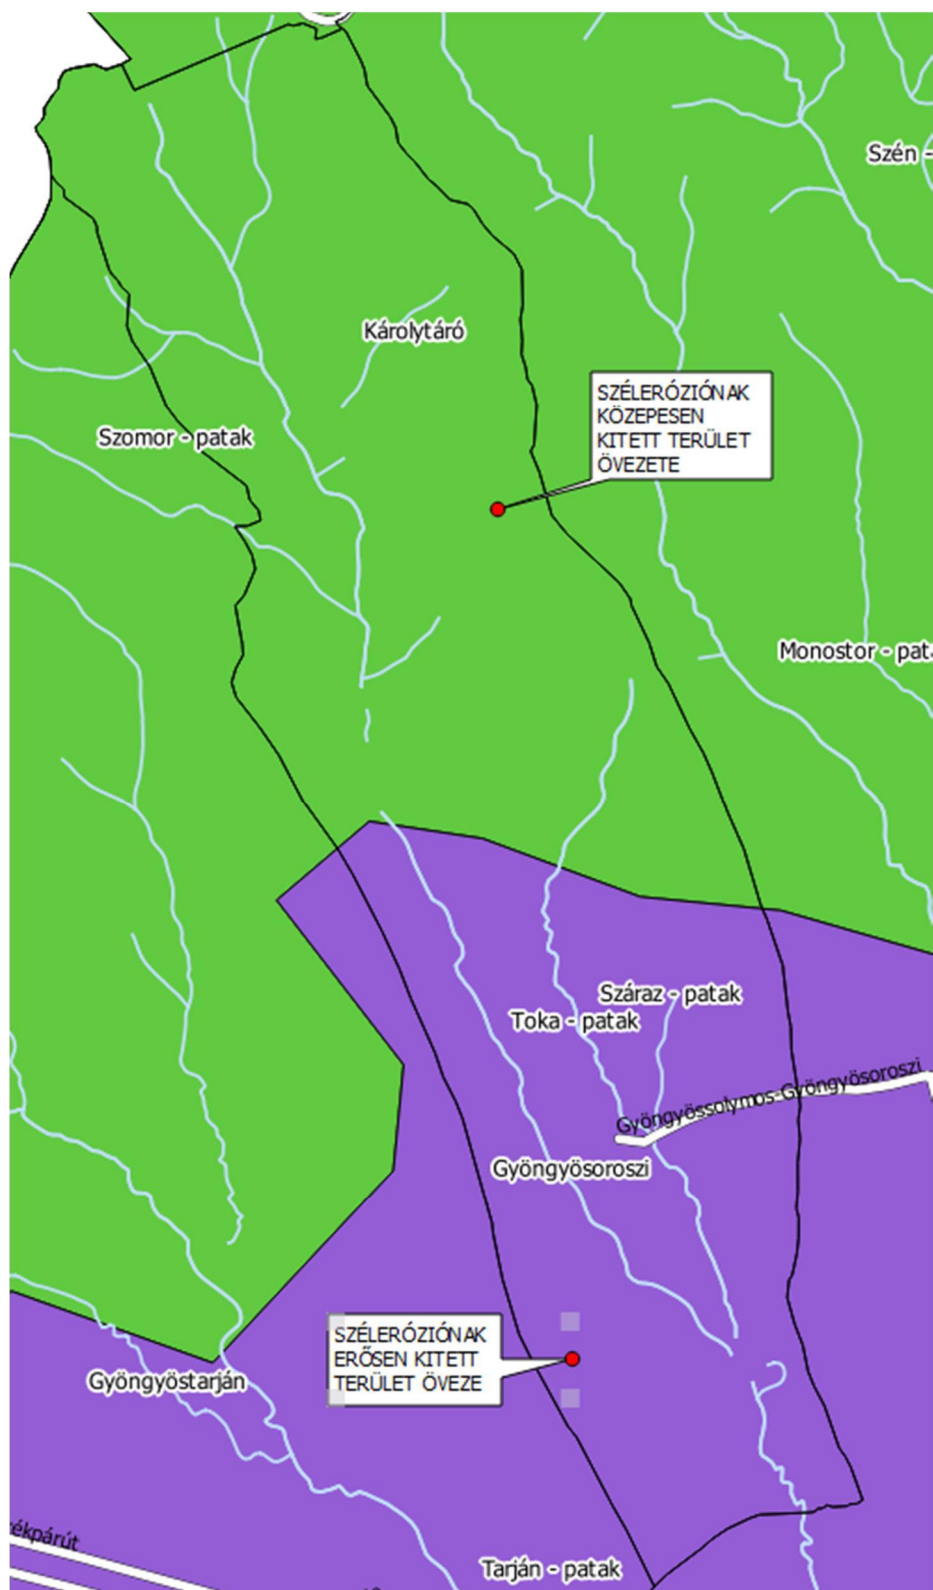 Szén -
Károlytáró
SZÉLERÓZIÓNAK
KÖZEPESEN
KITETT TERÜLET
ÖVEZETE
Szomor - patak
Monostor - pat
Száraz - patak
Toka - patak
Gyöngyössolymos-Gyöngyösoroszi
Gyöngyösoroszi
SZÉLERÓZIÓNAK
ERŐSEN KITETT
TERÜLET ÖVEZE
Gyöngyöstarján
ékpárút
Tarján - patak